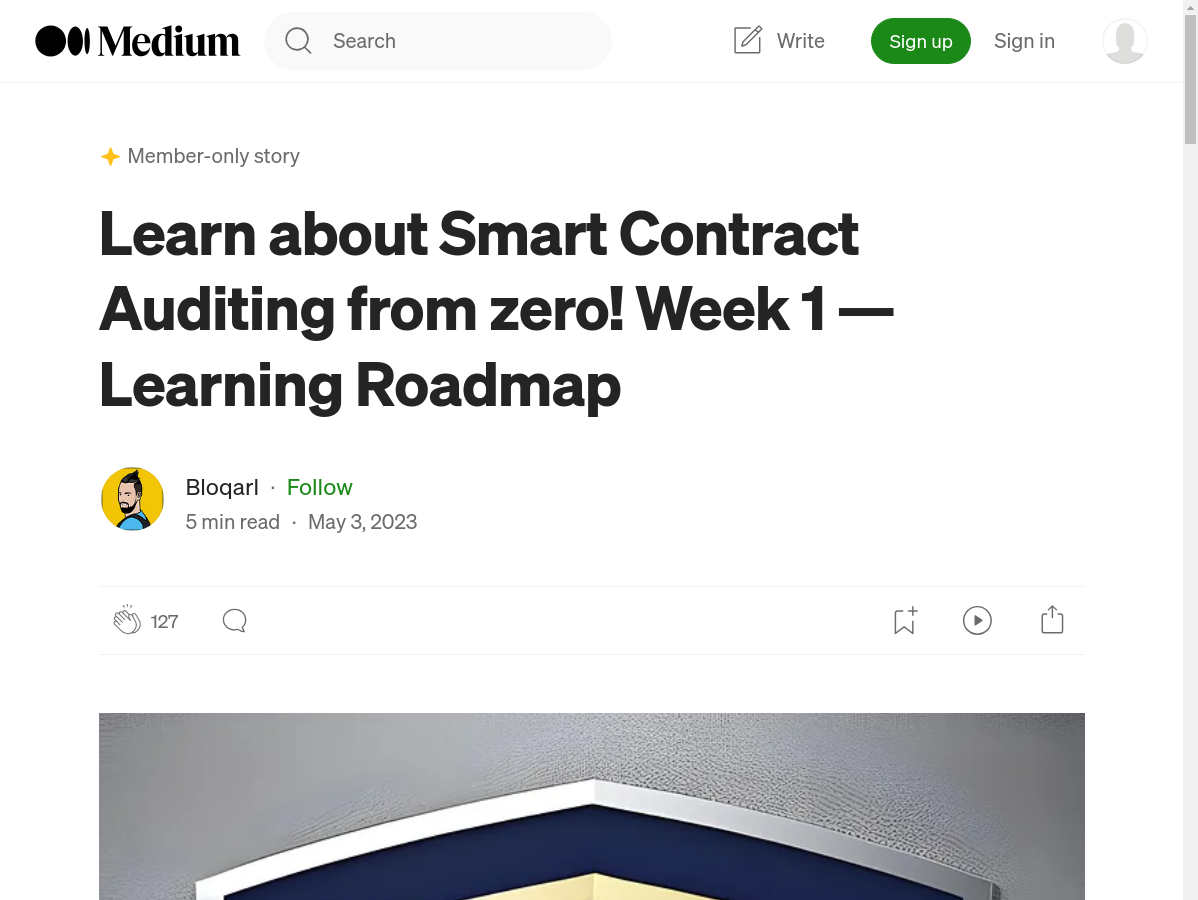 Medium
Search
Write
Sign up
Sign in
Member-only story
Learn about Smart Contract
Auditing from zero! Week 1 —
Learning Roadmap
Bloqarl · Follow
5 min read · May 3, 2023
127